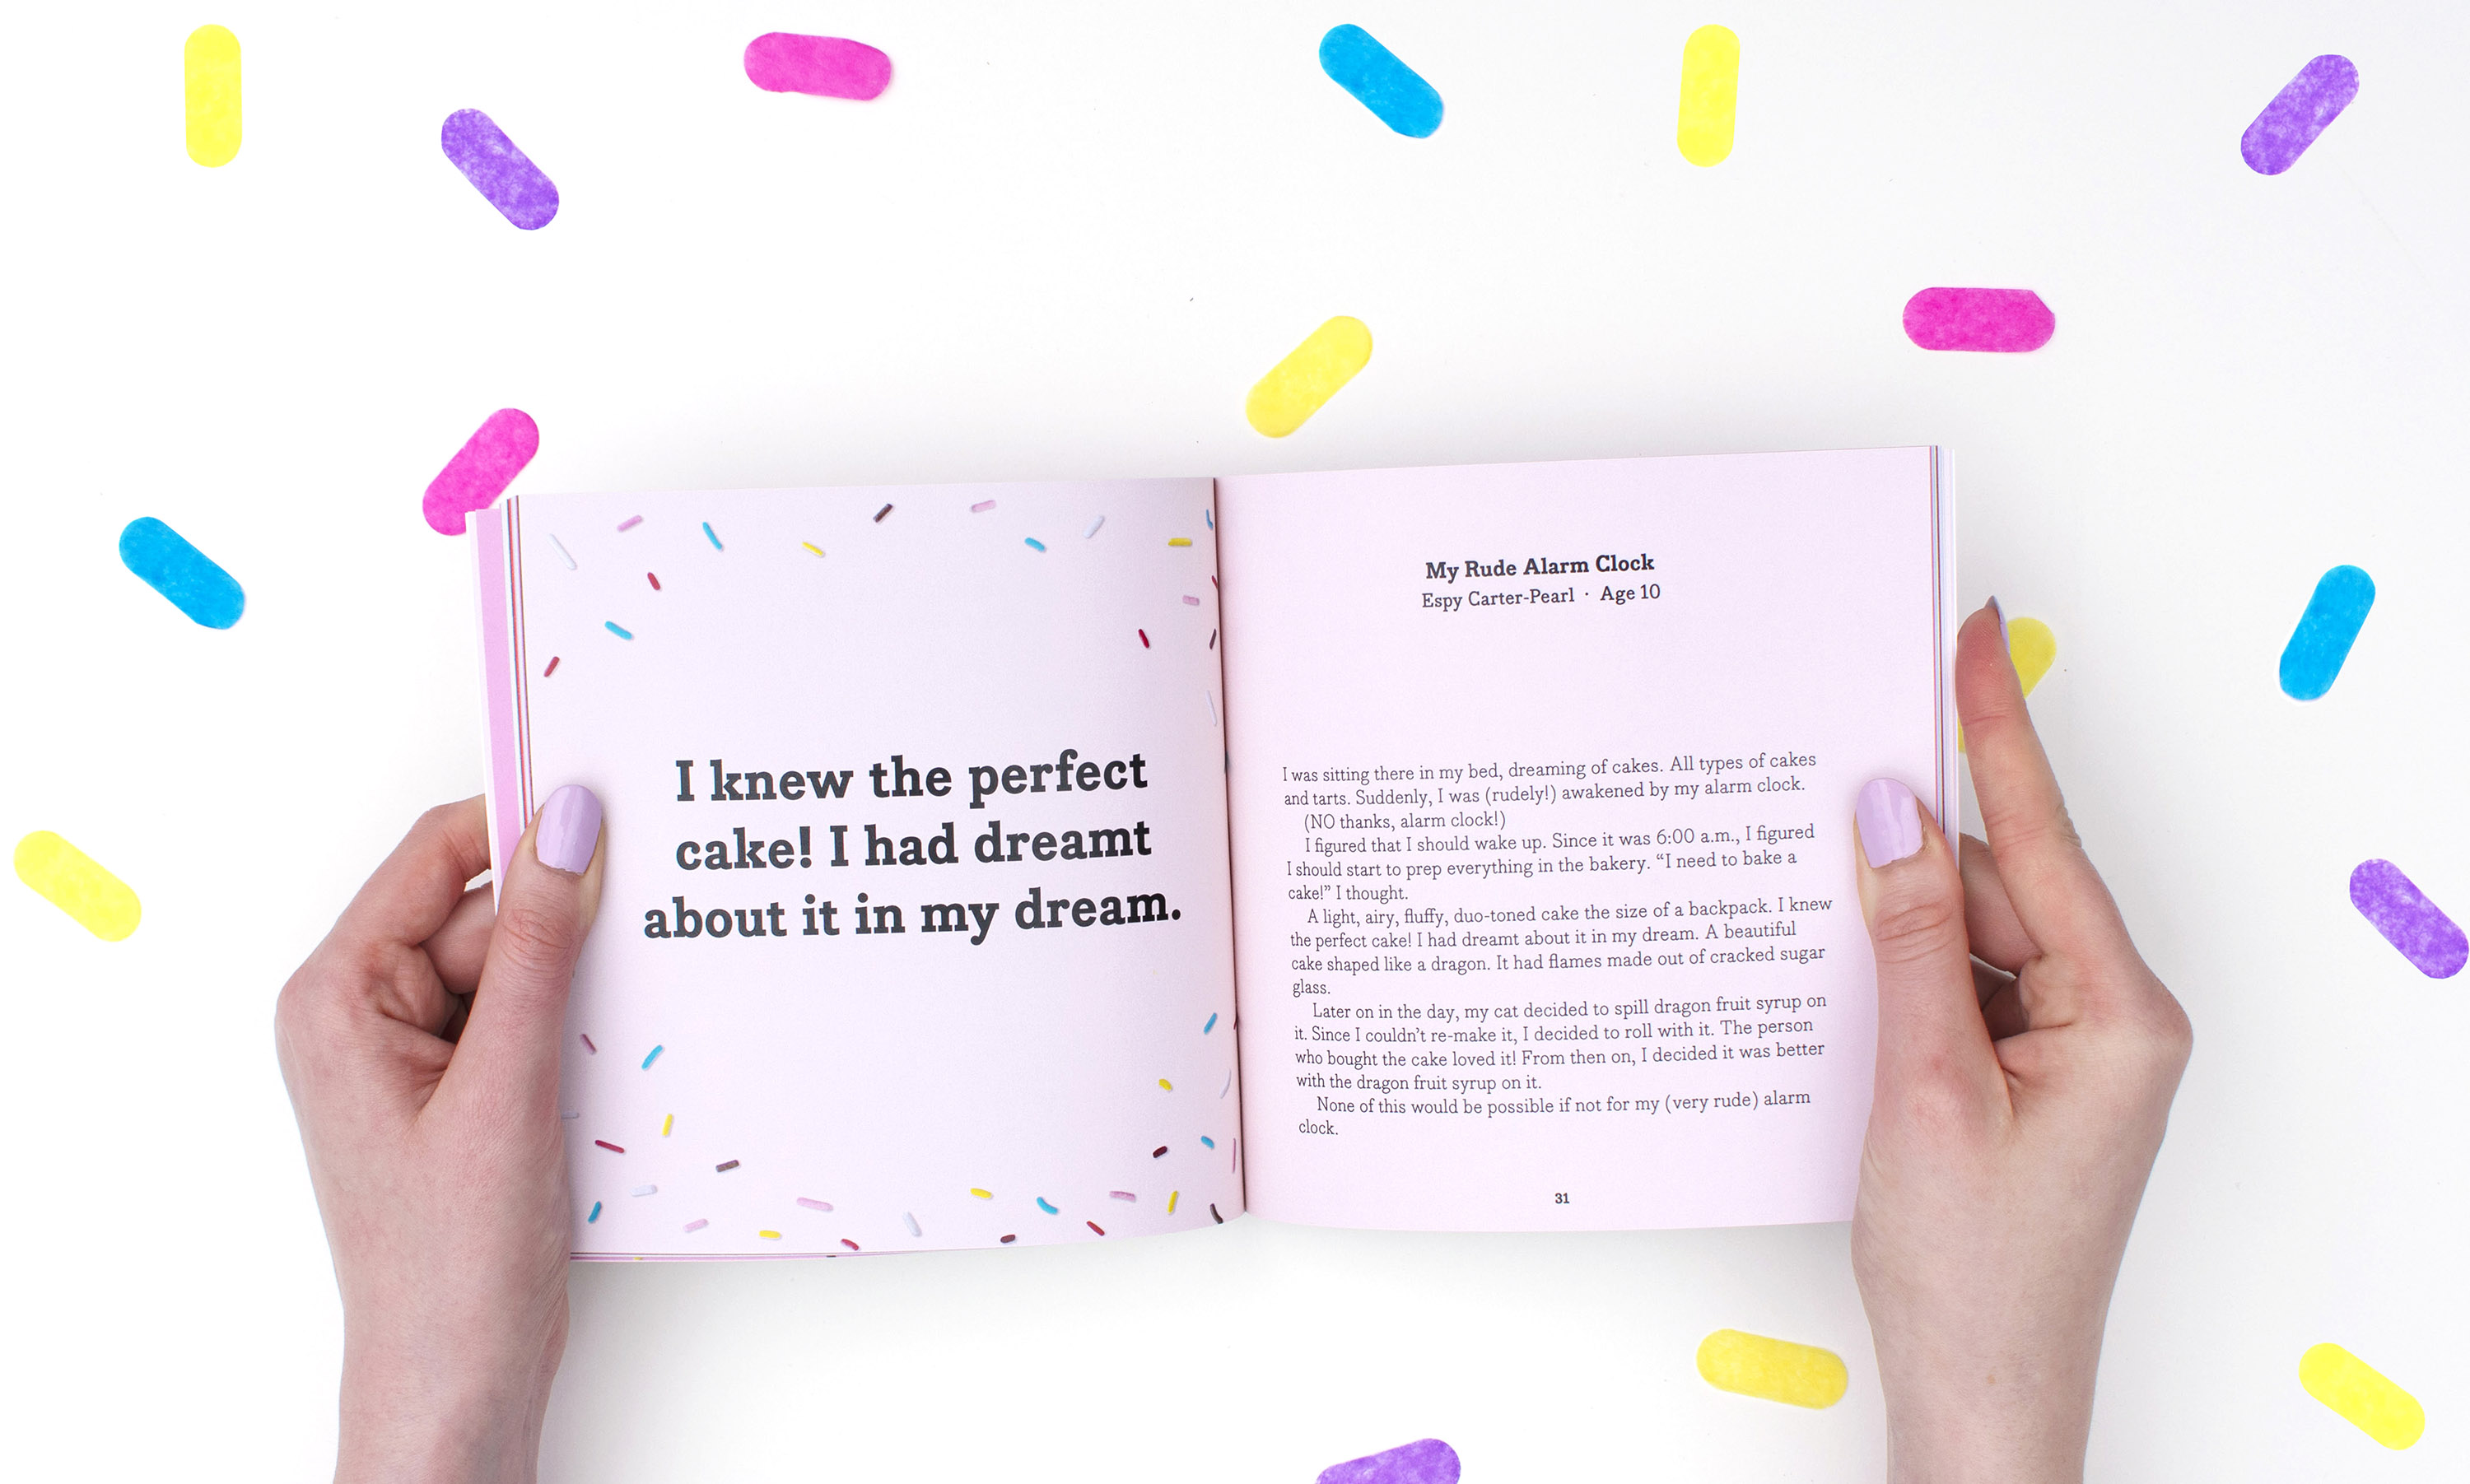 I knew the perfect
cake! I had dreamt
about it in my dream.
My Rude Alarm Clock
Espy Carter-Pearl · Age 10
I was sitting there in my bed, dreaming of cakes. All types of cakes
and tarts. Suddenly, I was (rudely!) awakened by my alarm clock.
(NO thanks, alarm clock!)
I figured that I should wake up. Since it was 6:00 a.m., I figured
I should start to prep everything in the bakery. “I need to bake a
cake!” I thought.
A light, airy, fluffy, duo-toned cake the size of a backpack. I knew
the perfect cake! I had dreamt about it in my dream. A beautiful
cake shaped like a dragon. It had flames made out of cracked sugar
glass.
Later on in the day, my cat decided to spill dragon fruit syrup on
it. Since I couldn’t re-make it, I decided to roll with it. The person
who bought the cake loved it! From then on, I decided it was better
with the dragon fruit syrup on it.
None of this would be possible if not for my (very rude) alarm
clock.
31